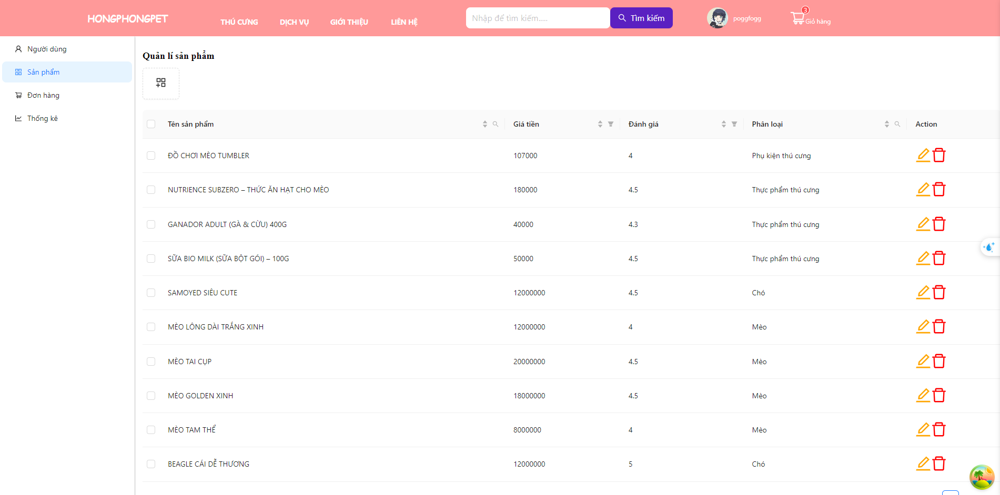 HONGPHONGPET
THÚ CƯNG
DỊCH VỤ
GIỚI THIỆU
LIÊN HỆ
Nhập để tìm kiếm.....
Tìm kiếm
poggfogg
3
Giỏ hàng
Người dùng
Sản phẩm
Đơn hàng
Thống kê
Quản lí sản phẩm
Tên sản phẩm Giá tiền Đánh giá Phân loại Action
ĐỒ CHƠI MÈO TUMBLER 107000 4 Phụ kiện thú cưng
NUTRIENCE SUBZERO – THỨC ĂN HẠT CHO MÈO 180000 4.5 Thực phẩm thú cưng
GANADOR ADULT (GÀ & CỪU) 400G 40000 4.3 Thực phẩm thú cưng
SỮA BIO MILK (SỮA BỘT GÓI) – 100G 50000 4.5 Thực phẩm thú cưng
SAMOYED SIÊU CUTE 12000000 4.5 Chó
MÈO LÔNG DÀI TRẮNG XINH 12000000 4 Mèo
MÈO TAI CỤP 20000000 4.5 Mèo
MÈO GOLDEN XINH 18000000 4.5 Mèo
MÈO TAM THỂ 8000000 4 Mèo
BEAGLE CÁI DỄ THƯƠNG 12000000 5 Chó